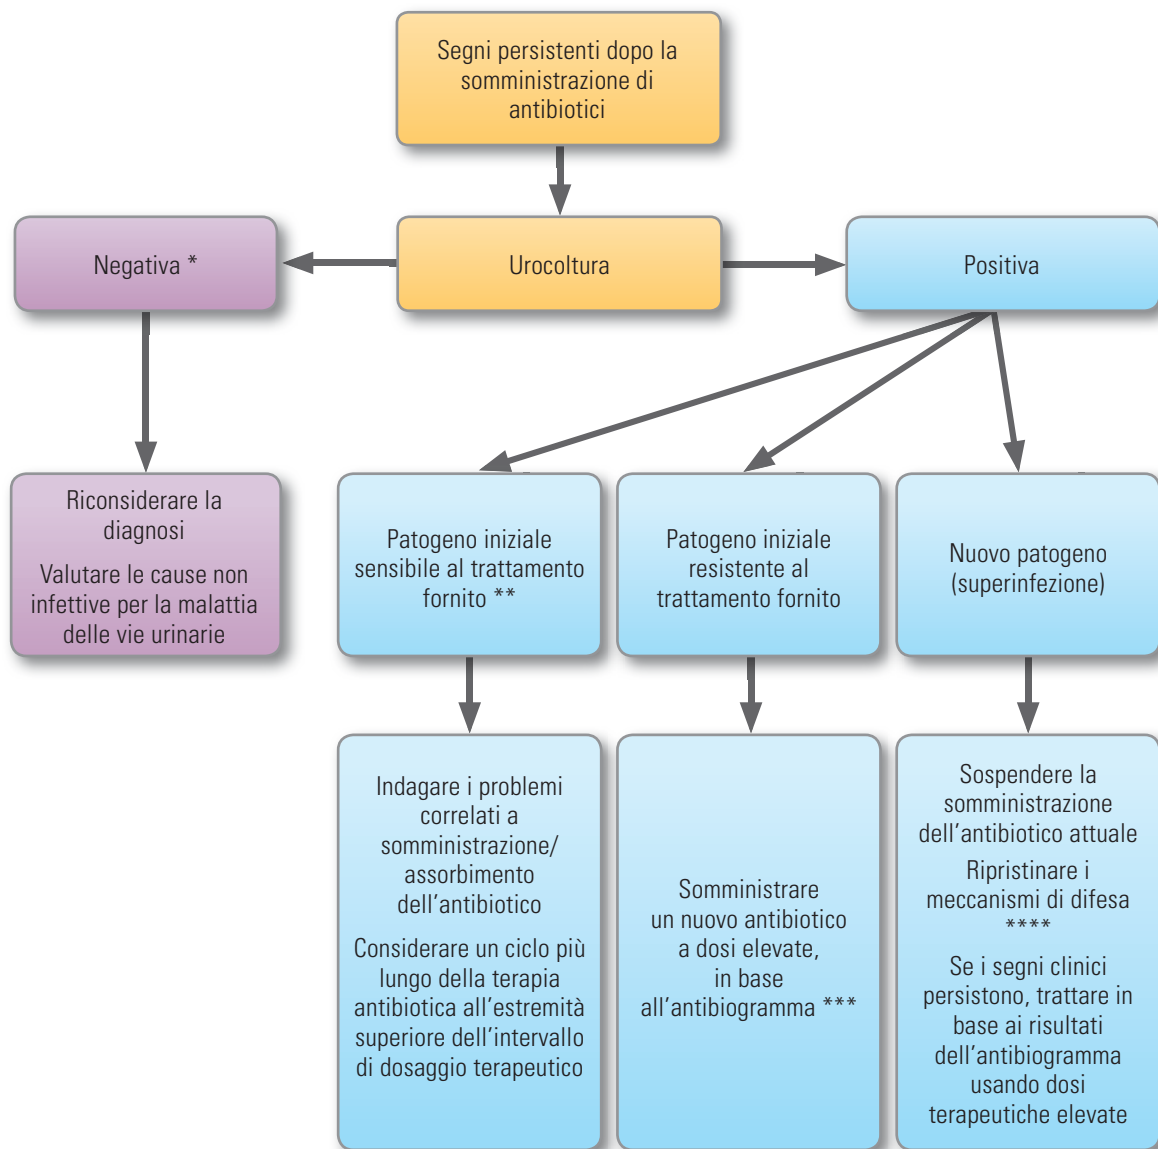 Segni persistenti dopo la
somministrazione di
antibiotici
Negativa *
Urocoltura
Positiva
Riconsiderare la
diagnosi
Valutare le cause non
infettive per la malattia
delle vie urinarie
Patogeno iniziale
sensibile al trattamento
fornito **
Patogeno iniziale
resistente al
trattamento fornito
Nuovo patogeno
(superinfezione)
Indagare i problemi
correlati a
somministrazione/
assorbimento
dell'antibiotico
Considerare un ciclo più
lungo della terapia
antibiotica all'estremità
superiore dell'intervallo
di dosaggio terapeutico
Somministrare
un nuovo antibiotico
a dosi elevate,
in base
all'antibiogramma ***
Sospendere la
somministrazione
dell'antibiotico attuale
Ripristinare i
meccanismi di difesa
****
Se i segni clinici
persistono, trattare in
base ai risultati
dell'antibiogramma
usando dosi
terapeutiche elevate